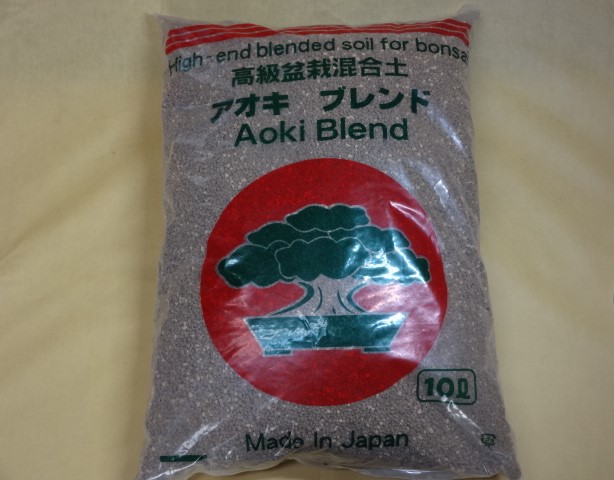 High-end blended soil for bonsa
高級盆栽混合土
アオキ ブレンド
Aoki Blend
10ℓ
Made In Japan